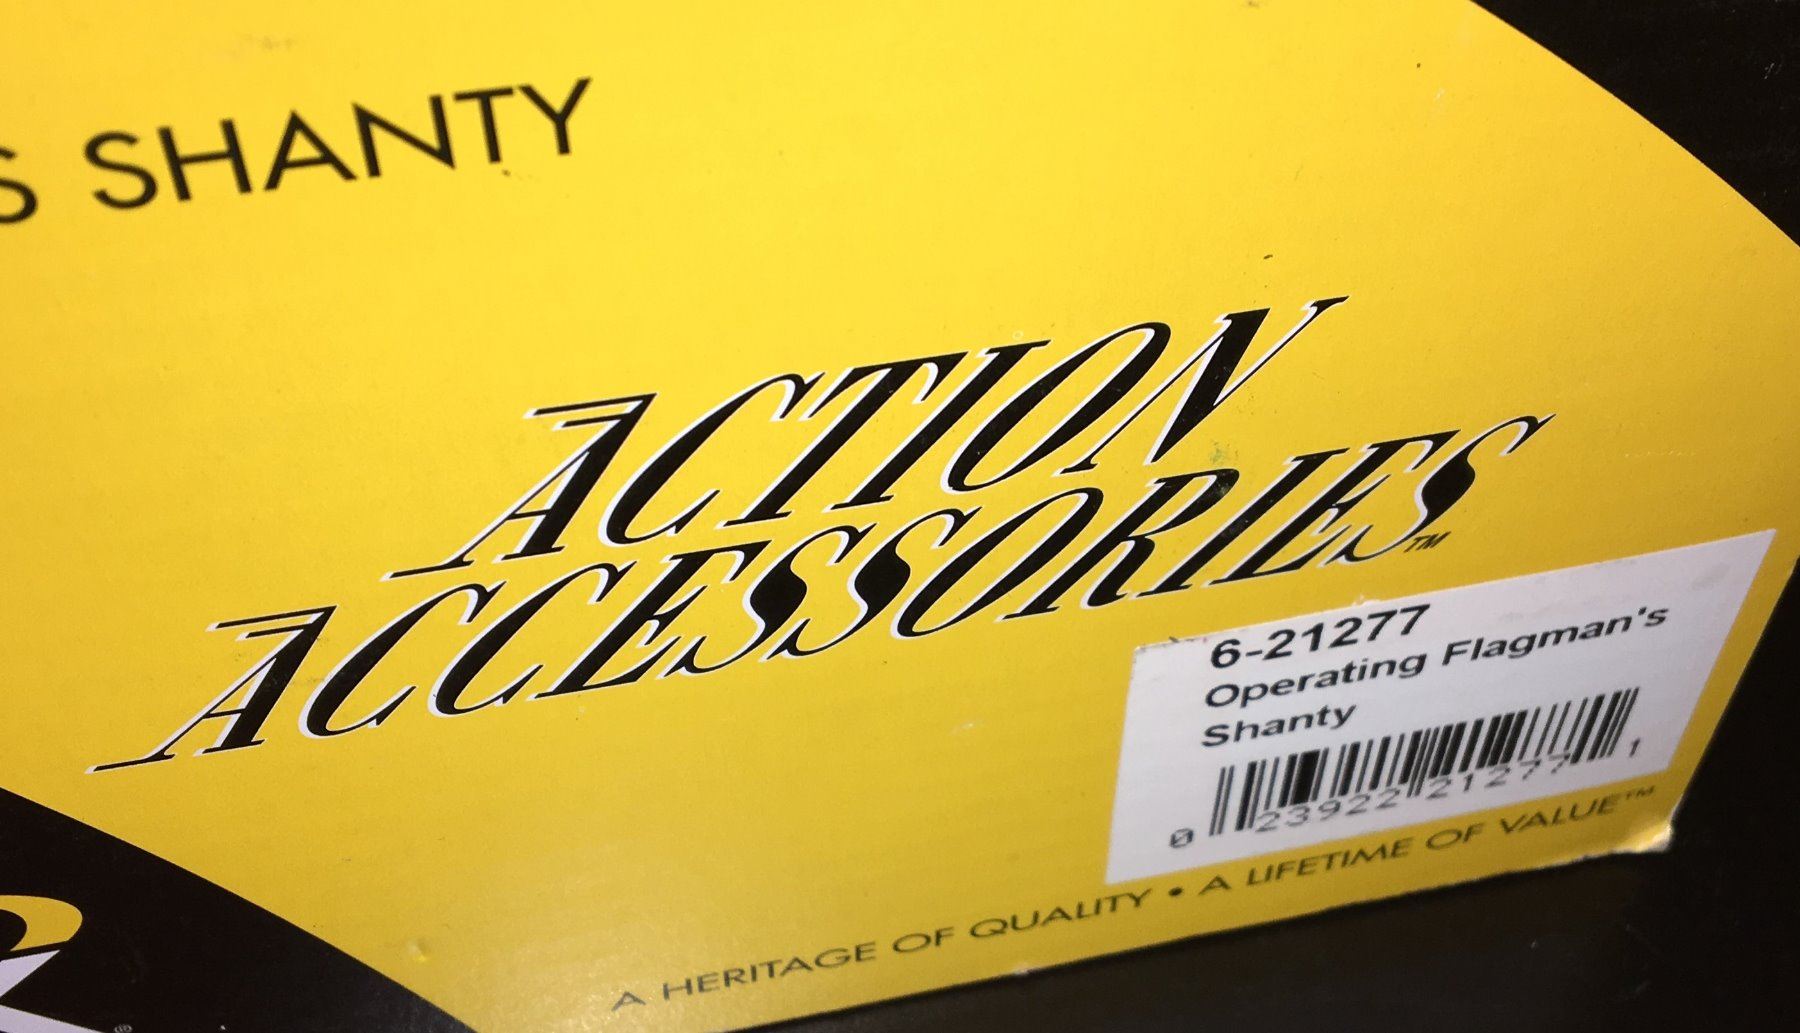 S SHANTY
ACTION
ACCESSORIES™
6-21277
Operating Flagman's
Shanty
0 23922 21277 1
A HERITAGE OF QUALITY • A LIFETIME OF VALUE™
®